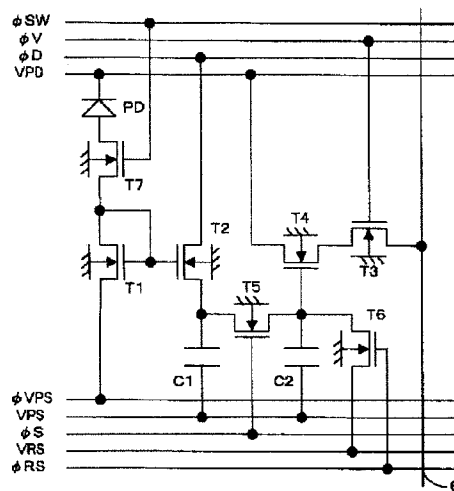 φSW
φV
φD
VPD
PD
T7
T2
T4
T1
T5
T3
T6
C1
C2
φVPS
VPS
φS
VRS
φRS
6